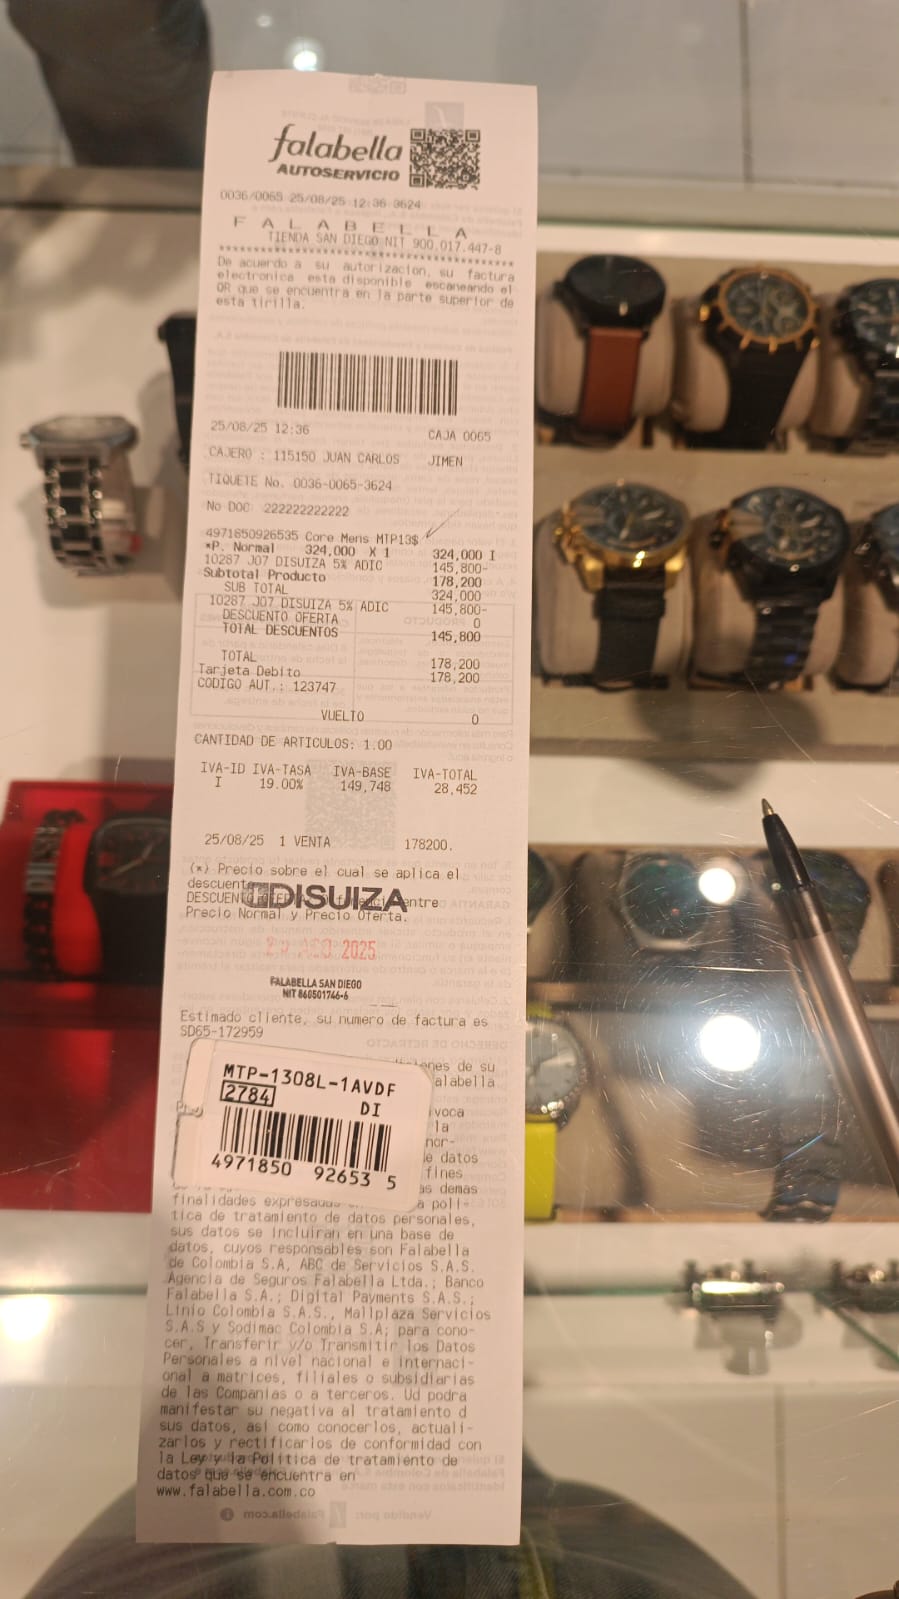 falabella
AUTOSERVICIO
0036/0065 25/08/25 12:36 3624
F A L A B E L L A
TIENDA SAN DIEGO NIT 900.017.447-8
De acuerdo a su autorizacion, su factura
electronica esta disponible escaneando el
QR que se encuentra en la parte superior de
esta tirilla.
25/08/25 12:36 CAJA 0065
CAJERO : 115150 JUAN CARLOS JIMEN
TIQUETE No. 0036-0065-3624
No DOC: 222222222222
4971850926535 Core Mens MTP13$
*P. Normal 324,000 X 1 324,000 I
10287 J07 DISUIZA 5% ADIC 145,800-
Subtotal Producto 178,200
SUB TOTAL 324,000
10287 J07 DISUIZA 5% ADIC 145,800-
DESCUENTO OFERTA 0
TOTAL DESCUENTOS 145,800
TOTAL 178,200
Tarjeta Debito 178,200
CODIGO AUT.: 123747
VUELTO 0
CANTIDAD DE ARTICULOS: 1.00
IVA-ID IVA-TASA IVA-BASE IVA-TOTAL
I 19.00% 149,748 28,452
25/08/25 1 VENTA 178200.
(*) Precio sobre el cual se aplica el
descuento
DISUIZA
DESCUENTO OFERTA entre
Precio Normal y Precio Oferta.
AGO 2025
FALABELLA SAN DIEGO
NIT 860501746-6
Estimado cliente, su numero de factura es
SD65-172959
ones de su
alabella
MTP-1308L-1AVDF
2784 DI
4971850 92653 5
voca
la
nor-
e datos
fines
as demas
finalidades expresadas a poli-
tica de tratamiento de datos personales,
sus datos se incluiran en una base de
datos, cuyos responsables son Falabella
de Colombia S.A, ABC de Servicios S.A.S.
Agencia de Seguros Falabella Ltda.; Banco
Falabella S.A.; Digital Payments S.A.S.;
Linio Colombia S.A.S., Mallplaza Servicios
S.A.S y Sodimac Colombia S.A; para cono-
cer, Transferir y/o Transmitir los Datos
Personales a nivel nacional e internaci-
onal a matrices, filiales o subsidiarias
de las Companias o a terceros. Ud podra
manifestar su negativa al tratamiento d
sus datos, asi como conocerlos, actuali-
zarlos y rectificarlos de conformidad con
la Ley y la Politica de tratamiento de
datos que se encuentra en
www.falabella.com.co
DIESEL